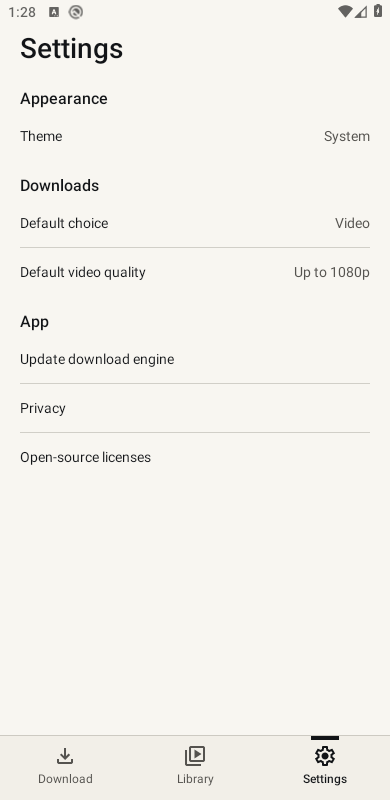 1:28
Settings
Appearance
Theme System
Downloads
Default choice Video
Default video quality Up to 1080p
App
Update download engine
Privacy
Open-source licenses
Download Library Settings